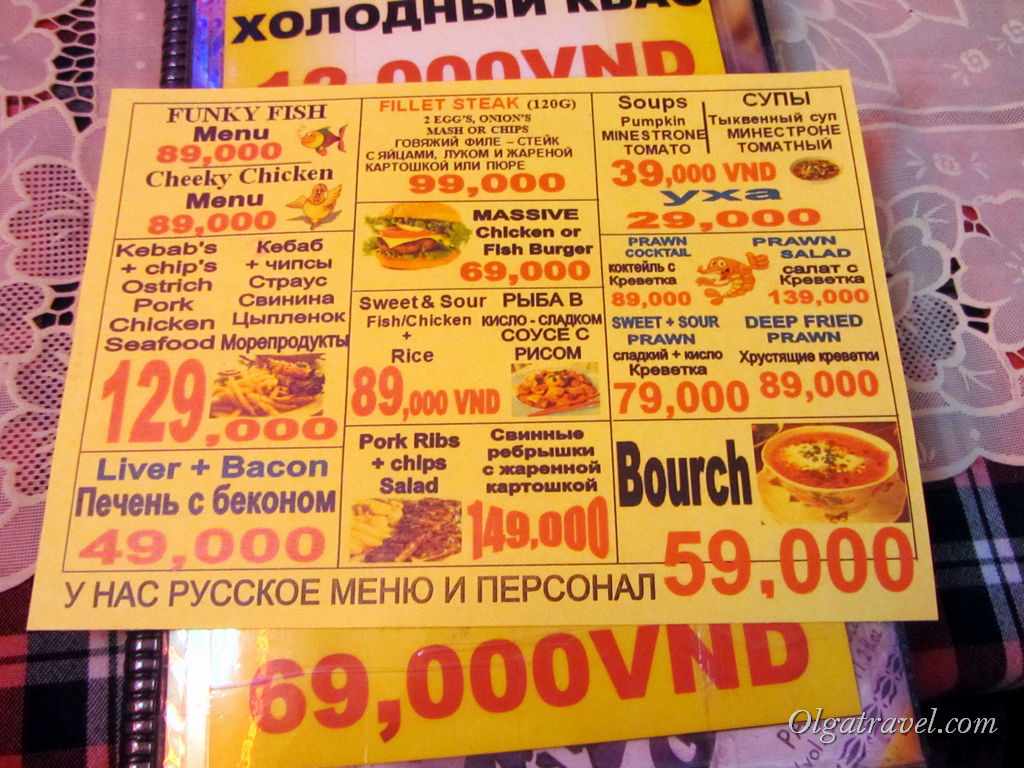 ХОЛОДНЫЙ КВАС
12,000VND
FUNKY FISH
Menu
89,000
Cheeky Chicken
Menu
89,000
Kebab's
+ chip's
Ostrich
Pork
Chicken
Seafood
Кебаб
+ чипсы
Страус
Свинина
Цыпленок
Морепродукты
129,000
Liver + Bacon
Печень с беконом
49,000
FILLET STEAK (120G)
2 EGG'S, ONION'S
MASH OR CHIPS
ГОВЯЖИЙ ФИЛЕ – СТЕЙК
С ЯЙЦАМИ, ЛУКОМ И ЖАРЕНОЙ
КАРТОШКОЙ ИЛИ ПЮРЕ
99,000
MASSIVE
Chicken or
Fish Burger
69,000
Sweet & Sour
Fish/Chicken
+
Rice
РЫБА В
КИСЛО - СЛАДКОМ
СОУСЕ С
РИСОМ
89,000 VND
Pork Ribs
+ chips
Salad
Свинные
ребрышки
с жаренной
картошкой
149,000
Soups
Pumpkin
MINESTRONE
TOMATO
СУПЫ
Тыквенный суп
МИНЕСТРОНЕ
ТОМАТНЫЙ
39,000 VND
уха
29,000
PRAWN
COCKTAIL
коктейль с
Креветка
89,000
PRAWN
SALAD
салат с
Креветка
139,000
SWEET + SOUR
PRAWN
сладкий + кисло
Креветка
79,000
DEEP FRIED
PRAWN
Хрустящие креветки
89,000
Bourch
59,000
У НАС РУССКОЕ МЕНЮ И ПЕРСОНАЛ
69,000VND
Olgatravel.com